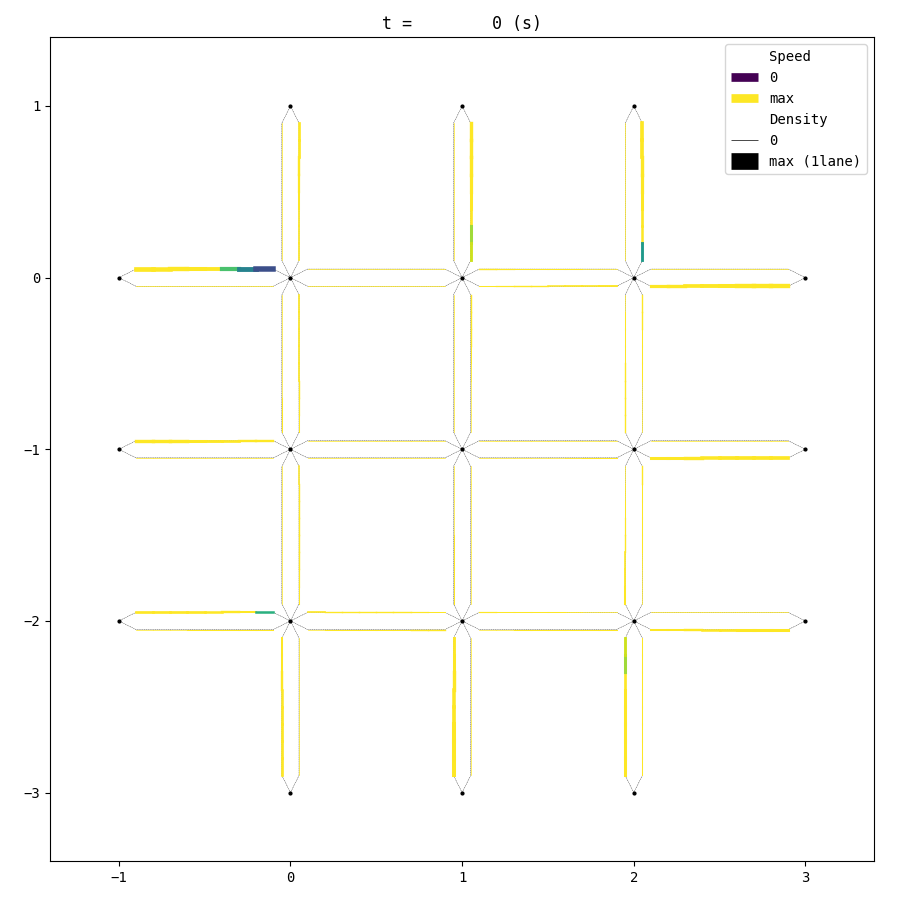 t =        0 (s)
Speed
0
max
Density
0
max (1lane)
1
0
−1
−2
−3
−1 0 1 2 3